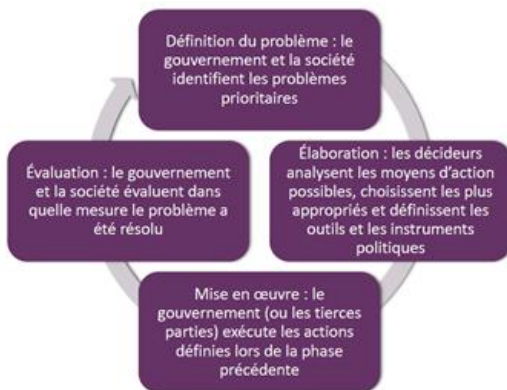 Définition du problème : le
gouvernement et la société
identifient les problèmes
prioritaires
Élaboration : les décideurs
analysent les moyens d'action
possibles, choisissent les plus
appropriés et définissent les
outils et les instruments
politiques
Mise en œuvre : le
gouvernement (ou les tierces
parties) exécute les actions
définies lors de la phase
précédente
Évaluation : le gouvernement
et la société évaluent dans
quelle mesure le problème a
été résolu